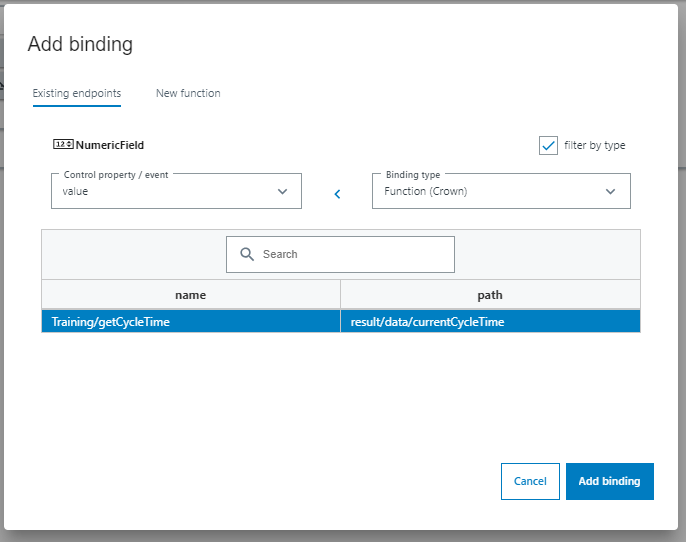 Add binding
Existing endpoints New function
12 NumericField filter by type
Control property / event Binding type
value Function (Crown)
Search
name path
Training/getCycleTime result/data/currentCycleTime
Cancel Add binding